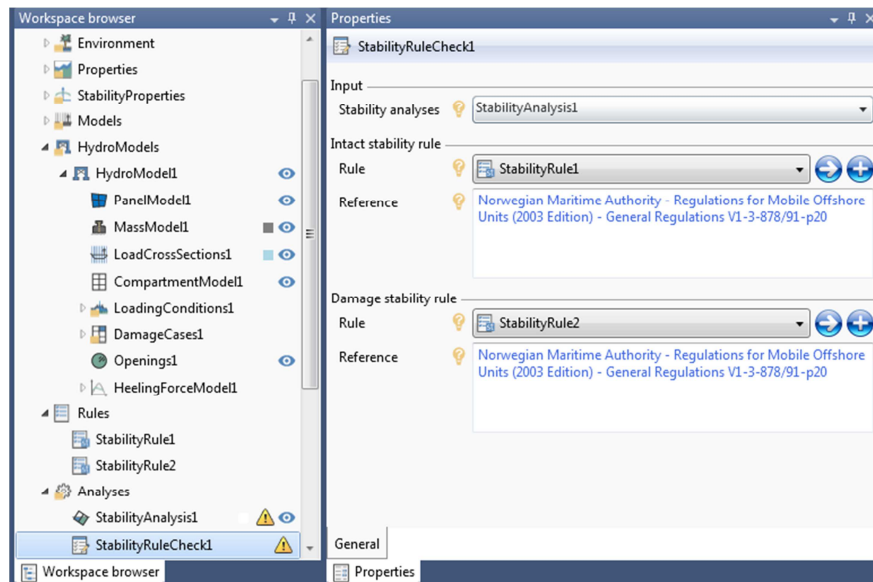 Workspace browser
Environment
Properties
StabilityProperties
Models
HydroModels
HydroModel1
PanelModel1
MassModel1
LoadCrossSections1
CompartmentModel1
LoadingConditions1
DamageCases1
Openings1
HeelingForceModel1
Rules
StabilityRule1
StabilityRule2
Analyses
StabilityAnalysis1
StabilityRuleCheck1
Workspace browser
Properties
StabilityRuleCheck1
Input
Stability analyses StabilityAnalysis1
Intact stability rule
Rule StabilityRule1
Reference Norwegian Maritime Authority - Regulations for Mobile Offshore
Units (2003 Edition) - General Regulations V1-3-878/91-p20
Damage stability rule
Rule StabilityRule2
Reference Norwegian Maritime Authority - Regulations for Mobile Offshore
Units (2003 Edition) - General Regulations V1-3-878/91-p20
General
Properties